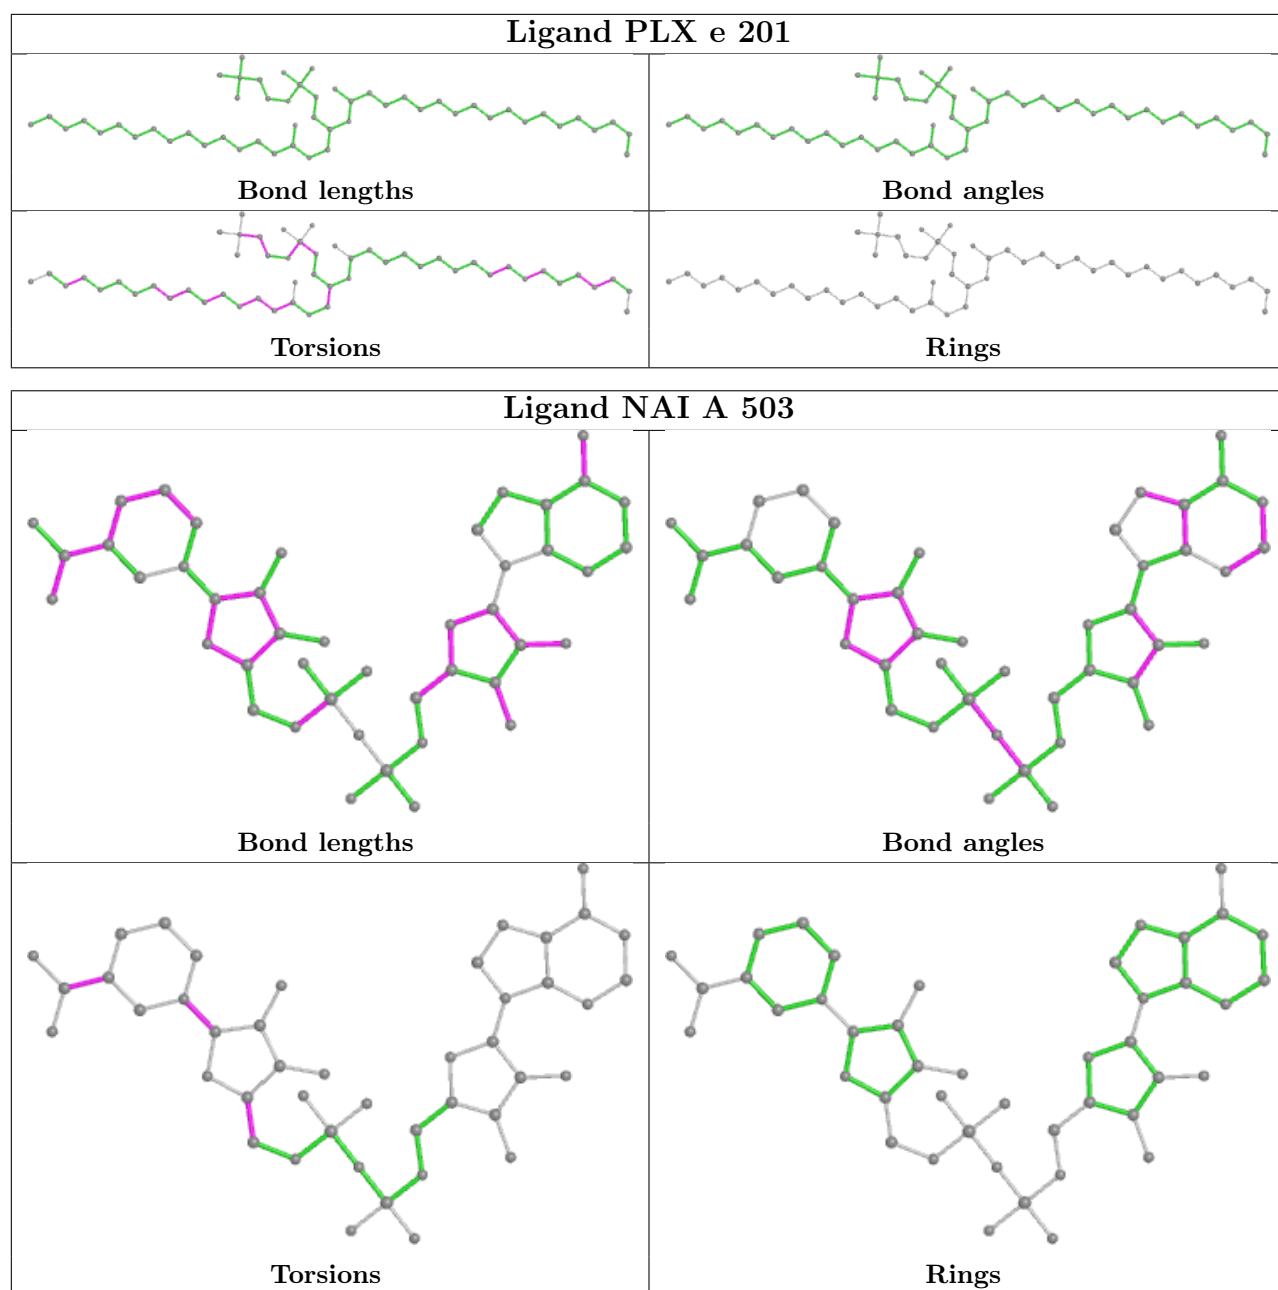 Ligand PLX e 201
Bond lengths
Bond angles
Torsions
Rings
Ligand NAI A 503
Bond lengths
Bond angles
Torsions
Rings